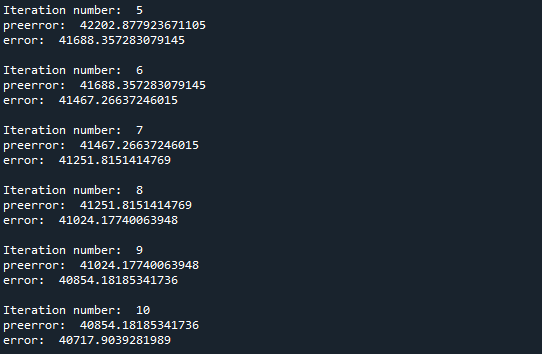 Iteration number:  5
preerror:  42202.877923671105
error:  41688.357283079145
Iteration number:  6
preerror:  41688.357283079145
error:  41467.26637246015
Iteration number:  7
preerror:  41467.26637246015
error:  41251.8151414769
Iteration number:  8
preerror:  41251.8151414769
error:  41024.17740063948
Iteration number:  9
preerror:  41024.17740063948
error:  40854.18185341736
Iteration number:  10
preerror:  40854.18185341736
error:  40717.9039281989